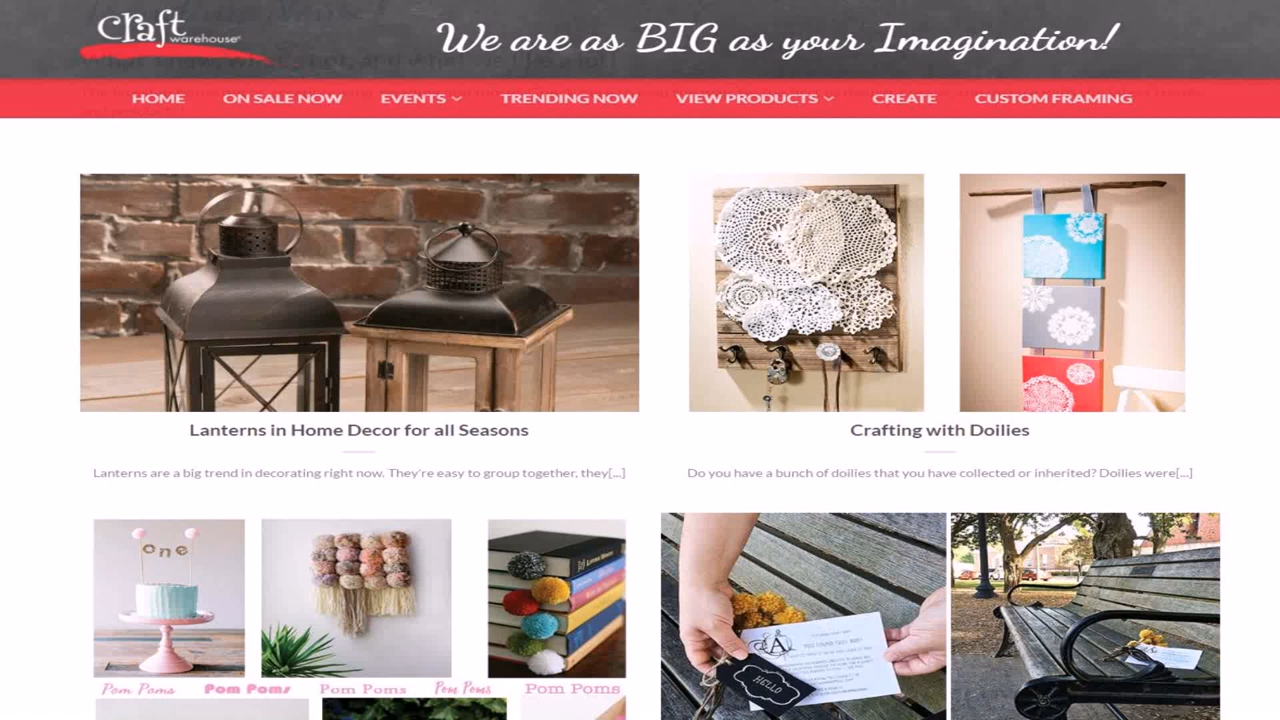 craft
warehouse
We are as BIG as your Imagination!
HOME ON SALE NOW EVENTS TRENDING NOW VIEW PRODUCTS CREATE CUSTOM FRAMING
Lanterns in Home Decor for all Seasons
Crafting with Doilies
Lanterns are a big trend in decorating right now. They're easy to group together, they[...]
Do you have a bunch of doilies that you have collected or inherited? Doilies were[...]
one
A
HELLO
Pom Poms Pom Poms Pom Poms Pom Poms Pom Poms